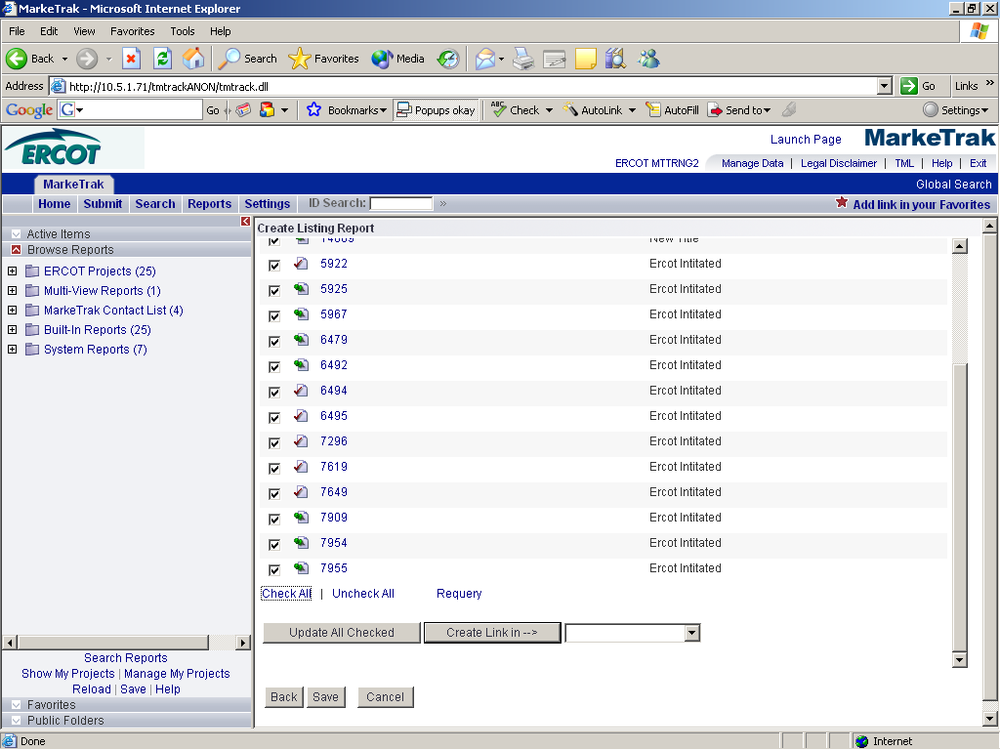 MarkeTrak - Microsoft Internet Explorer
File Edit View Favorites Tools Help
Back Search Favorites Media
Address http://10.5.1.71/tmtrackANON/tmtrack.dll Go Links »
Google G Go Bookmarks Popups okay ABC Check AutoLink AutoFill Send to Settings
ERCOT Launch Page MarkeTrak
ERCOT MTTRNG2 Manage Data | Legal Disclaimer | TML | Help | Exit
MarkeTrak Global Search
Home Submit Search Reports Settings ID Search: » Add link in your Favorites
Active Items
Browse Reports
ERCOT Projects (25)
Multi-View Reports (1)
MarkeTrak Contact List (4)
Built-In Reports (25)
System Reports (7)
Search Reports
Show My Projects | Manage My Projects
Reload | Save | Help
Favorites
Public Folders
Create Listing Report
14009 New Title
5922 Ercot Intitated
5925 Ercot Intitated
5967 Ercot Intitated
6479 Ercot Intitated
6492 Ercot Intitated
6494 Ercot Intitated
6495 Ercot Intitated
7296 Ercot Intitated
7619 Ercot Intitated
7649 Ercot Intitated
7909 Ercot Intitated
7954 Ercot Intitated
7955 Ercot Intitated
Check All | Uncheck All Requery
Update All Checked Create Link in -->
Back Save Cancel
Done Internet